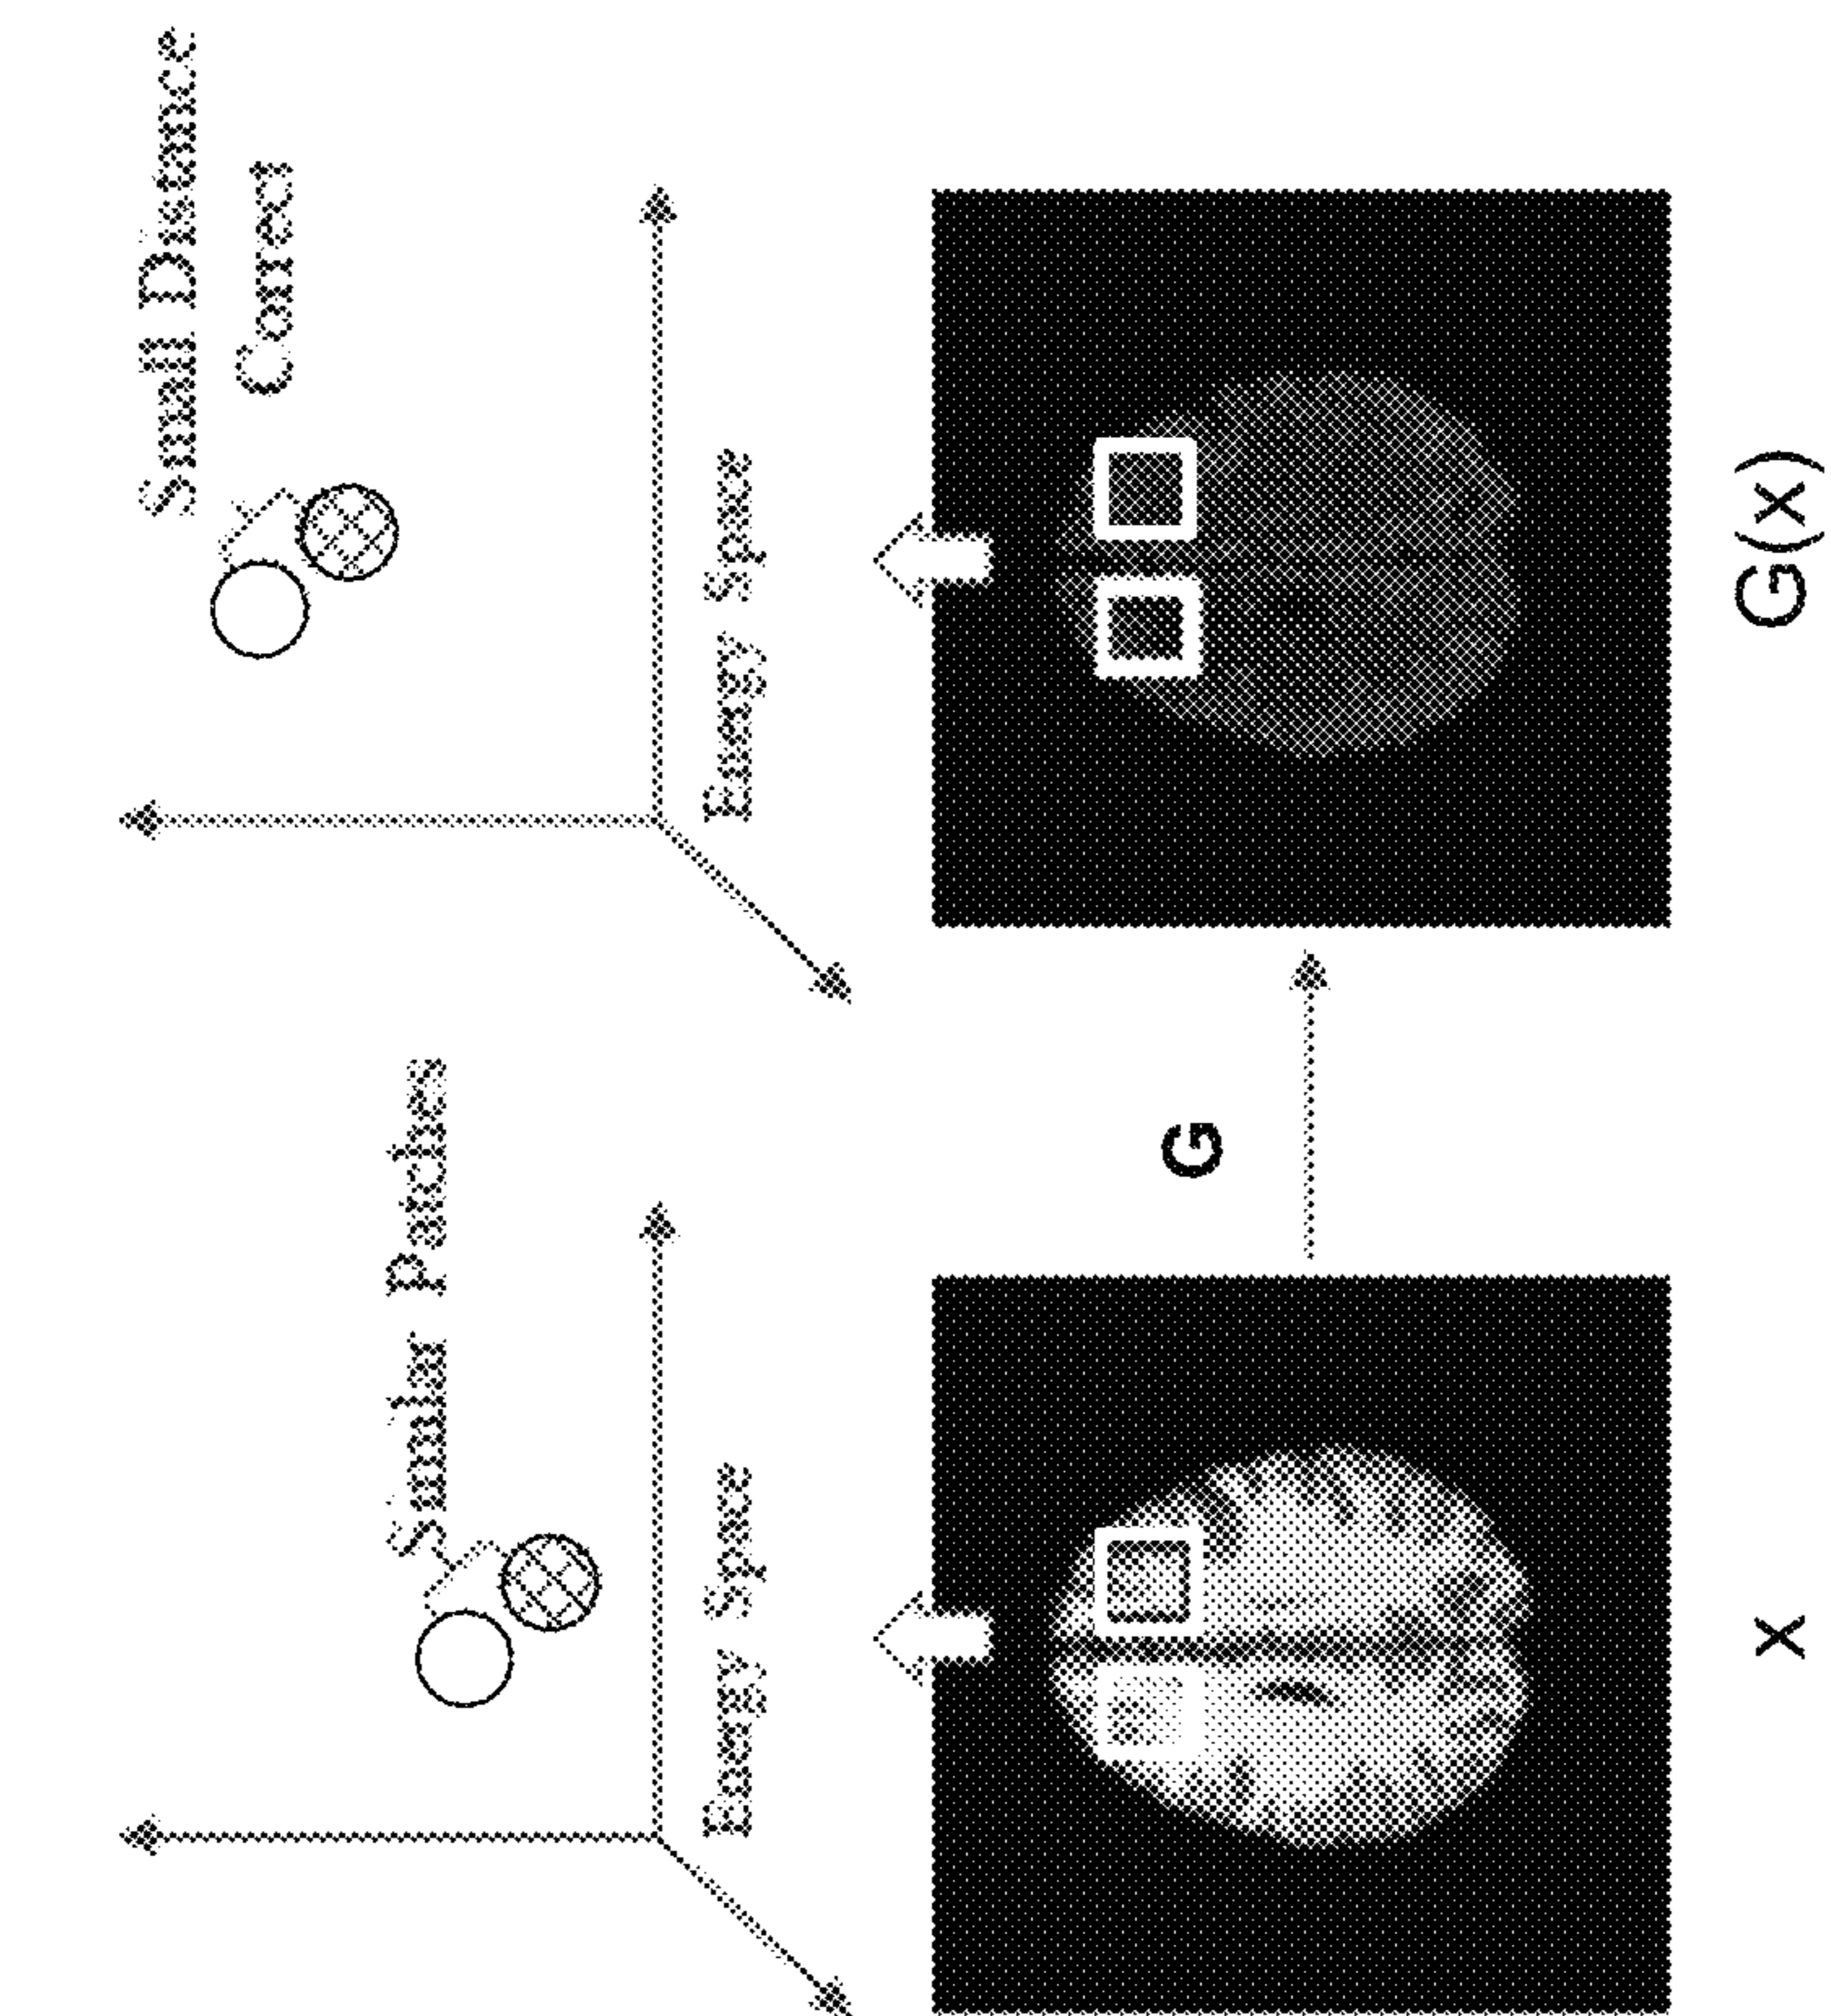 Similar Patches
Energy Space
X
G
Small Distance
Correct
Energy Space
G(x)